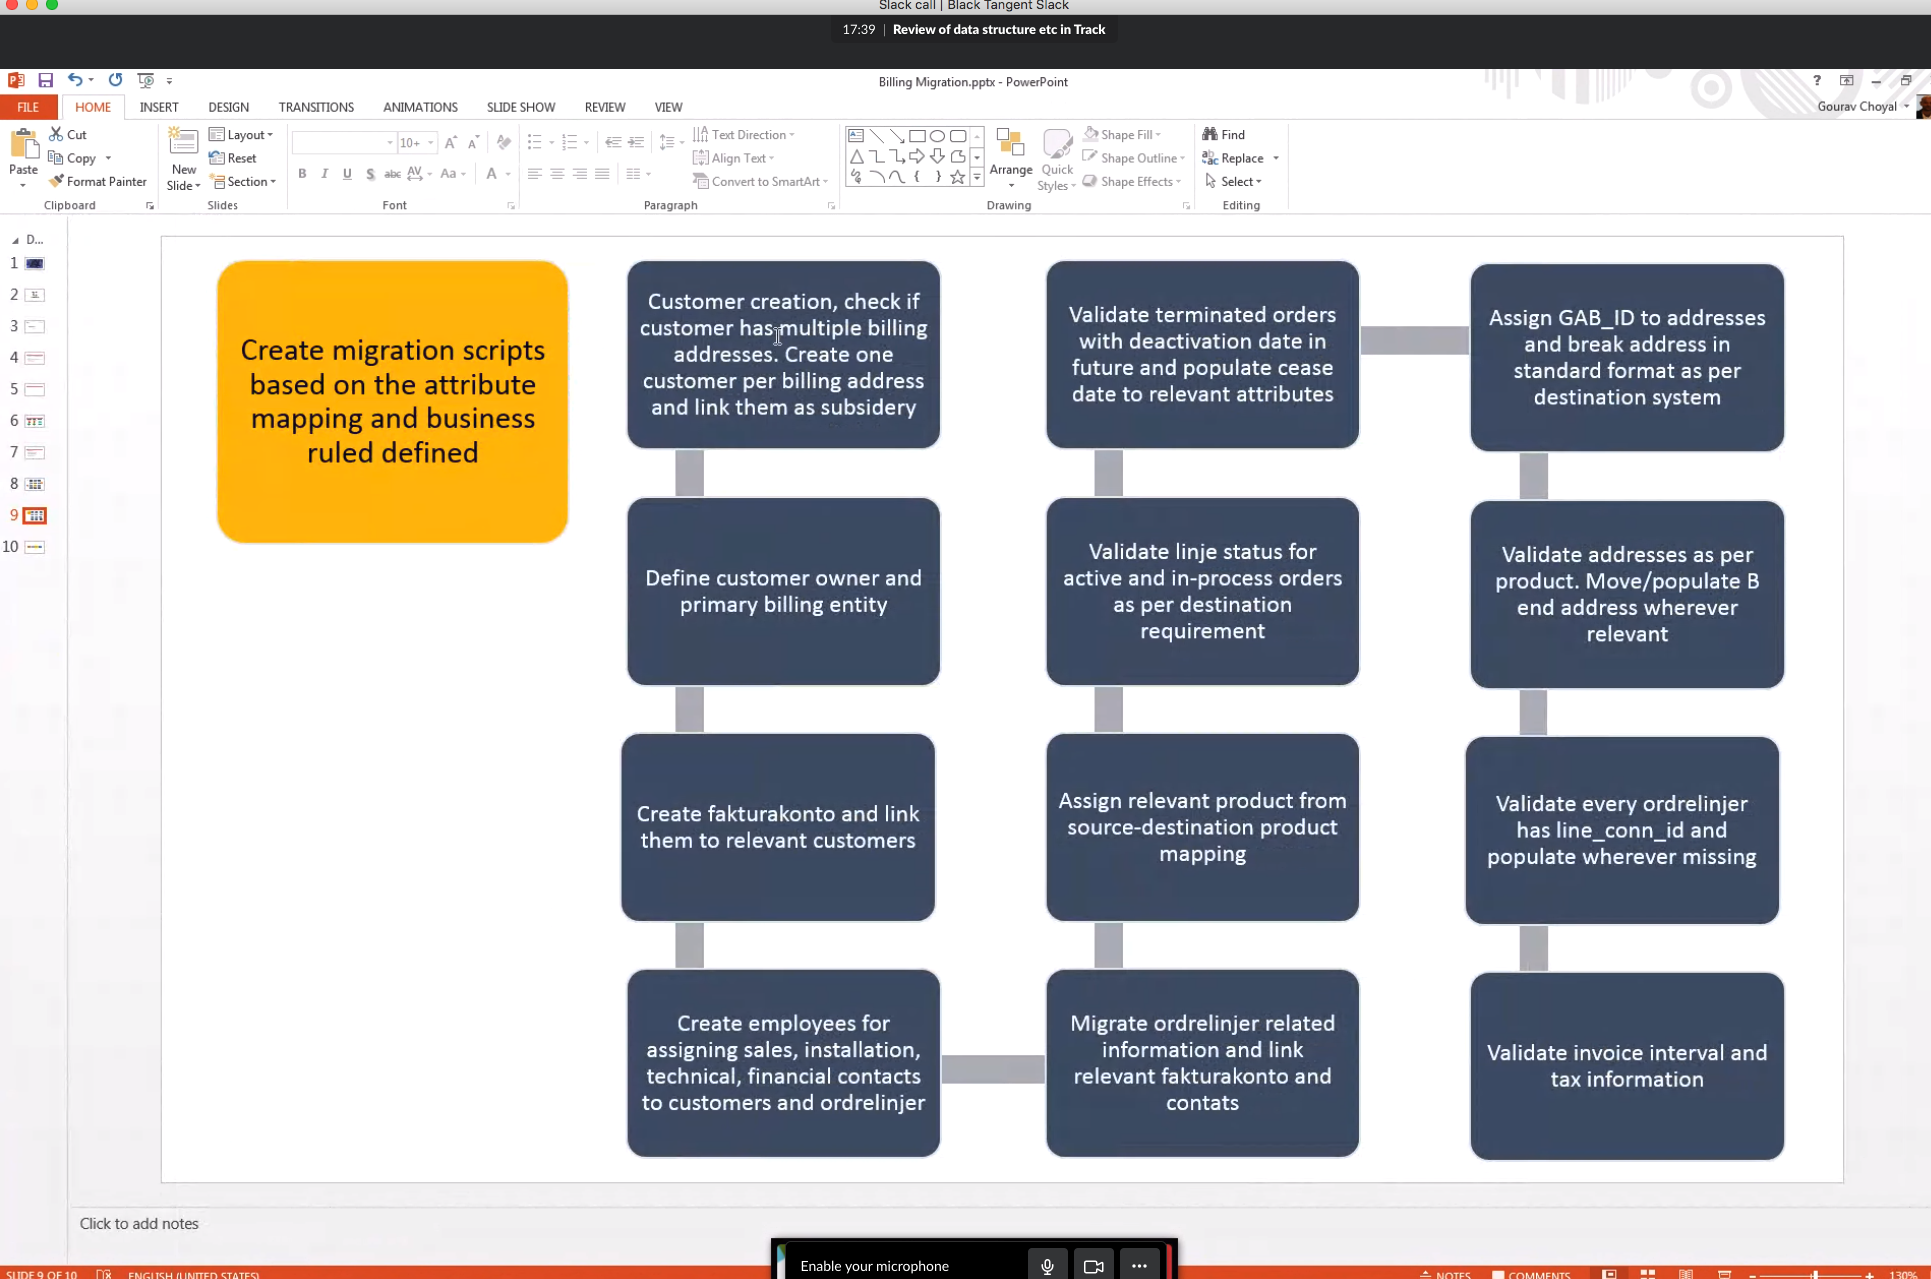 Slack call | Black Tangent Slack
17:39 | Review of data structure etc in Track
Billing Migration.pptx - PowerPoint
?
FILE HOME INSERT DESIGN TRANSITIONS ANIMATIONS SLIDE SHOW REVIEW VIEW
Gourav Choyal
Paste
Cut
Copy
Format Painter
Clipboard
New
Slide
Layout
Reset
Section
Slides
10+
B I U S abc AV Aa A
Font
Text Direction
Align Text
Convert to SmartArt
Paragraph
Arrange
Quick
Styles
Shape Fill
Shape Outline
Shape Effects
Drawing
Find
Replace
Select
Editing
D...
1
2
3
4
5
6
7
8
9
10
Create migration scripts
based on the attribute
mapping and business
ruled defined
Customer creation, check if
customer has multiple billing
addresses. Create one
customer per billing address
and link them as subsidery
Define customer owner and
primary billing entity
Create fakturakonto and link
them to relevant customers
Create employees for
assigning sales, installation,
technical, financial contacts
to customers and ordrelinjer
Validate terminated orders
with deactivation date in
future and populate cease
date to relevant attributes
Validate linje status for
active and in-process orders
as per destination
requirement
Assign relevant product from
source-destination product
mapping
Migrate ordrelinjer related
information and link
relevant fakturakonto and
contats
Assign GAB_ID to addresses
and break address in
standard format as per
destination system
Validate addresses as per
product. Move/populate B
end address wherever
relevant
Validate every ordrelinjer
has line_conn_id and
populate wherever missing
Validate invoice interval and
tax information
Click to add notes
Enable your microphone
SLIDE 9 OF 10 ENGLISH (UNITED STATES)
NOTES COMMENTS 130%